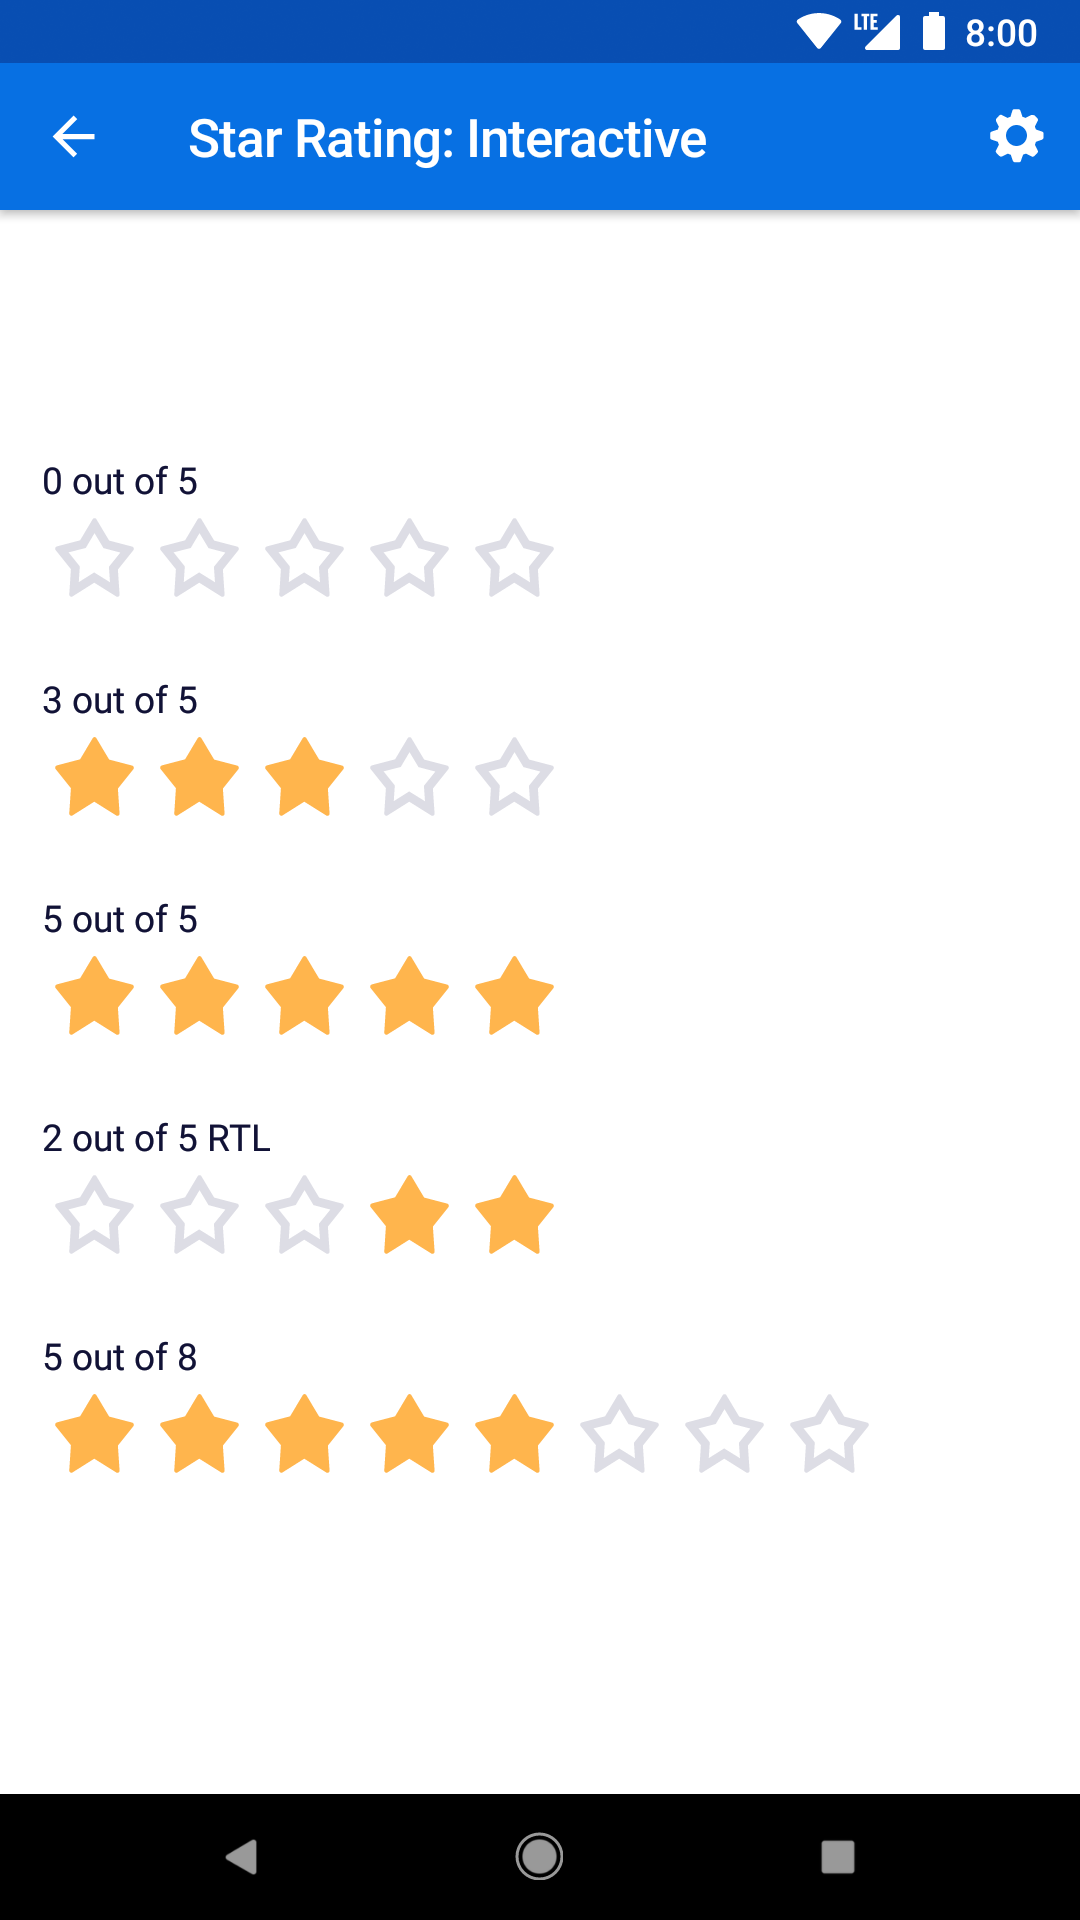 LTE 8:00
Star Rating: Interactive
0 out of 5
3 out of 5
5 out of 5
2 out of 5 RTL
5 out of 8